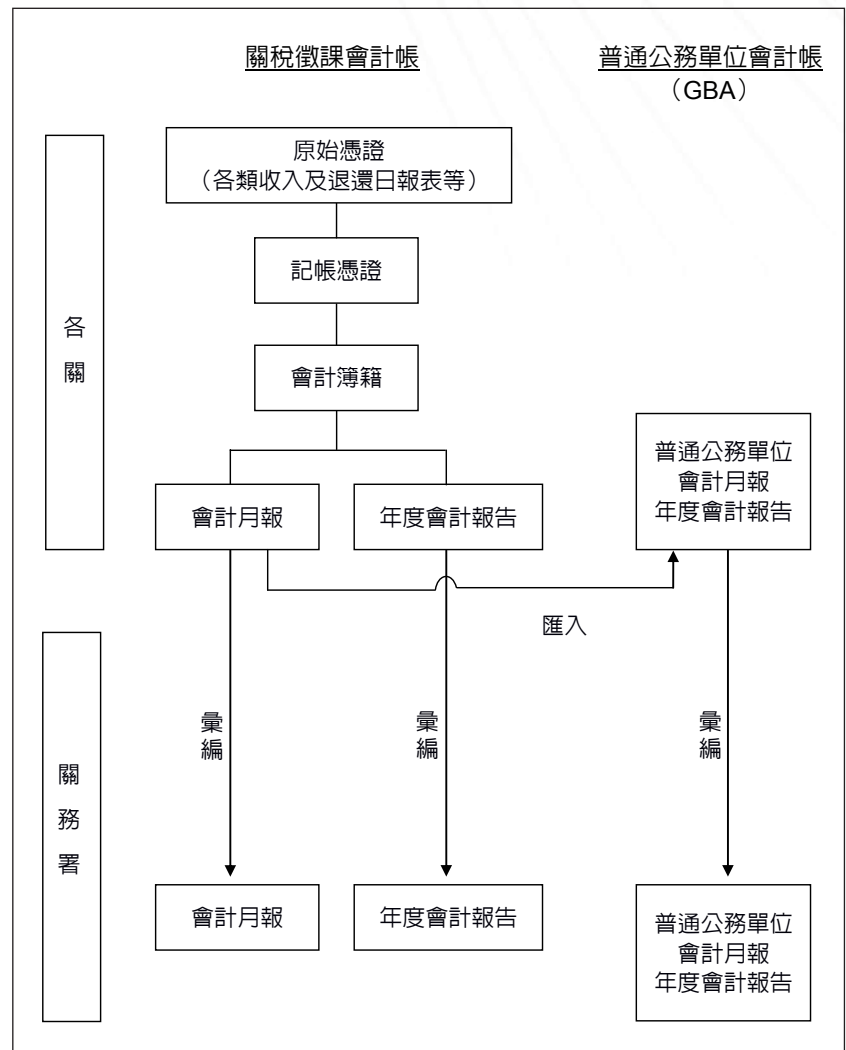 關稅徵課會計帳
普通公務單位會計帳
（GBA）
各關
原始憑證
（各類收入及退還日報表等）
記帳憑證
會計簿籍
會計月報
年度會計報告
普通公務單位
會計月報
年度會計報告
匯入
關務署
彙編
彙編
彙編
會計月報
年度會計報告
普通公務單位
會計月報
年度會計報告